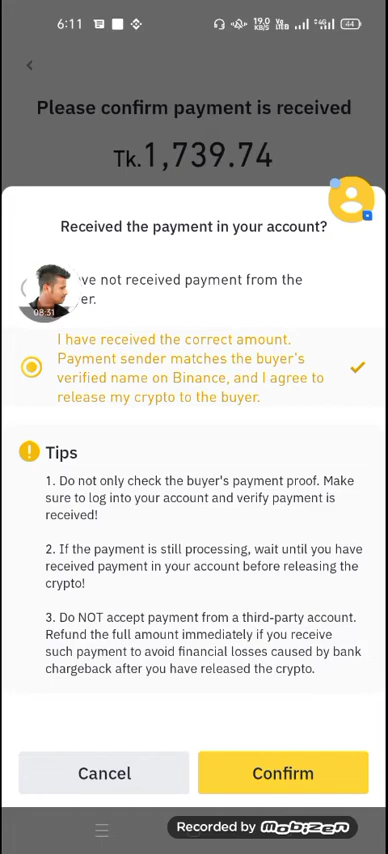 6:11
19.0
KB/S
Vo
LTE
4G
44
Please confirm payment is received
Tk.1,739.74
Received the payment in your account?
ve not received payment from the
er.
08:31
I have received the correct amount.
Payment sender matches the buyer's
verified name on Binance, and I agree to
release my crypto to the buyer.
Tips
1. Do not only check the buyer's payment proof. Make
sure to log into your account and verify payment is
received!
2. If the payment is still processing, wait until you have
received payment in your account before releasing the
crypto!
3. Do NOT accept payment from a third-party account.
Refund the full amount immediately if you receive
such payment to avoid financial losses caused by bank
chargeback after you have released the crypto.
Cancel
Confirm
Recorded by mobizen